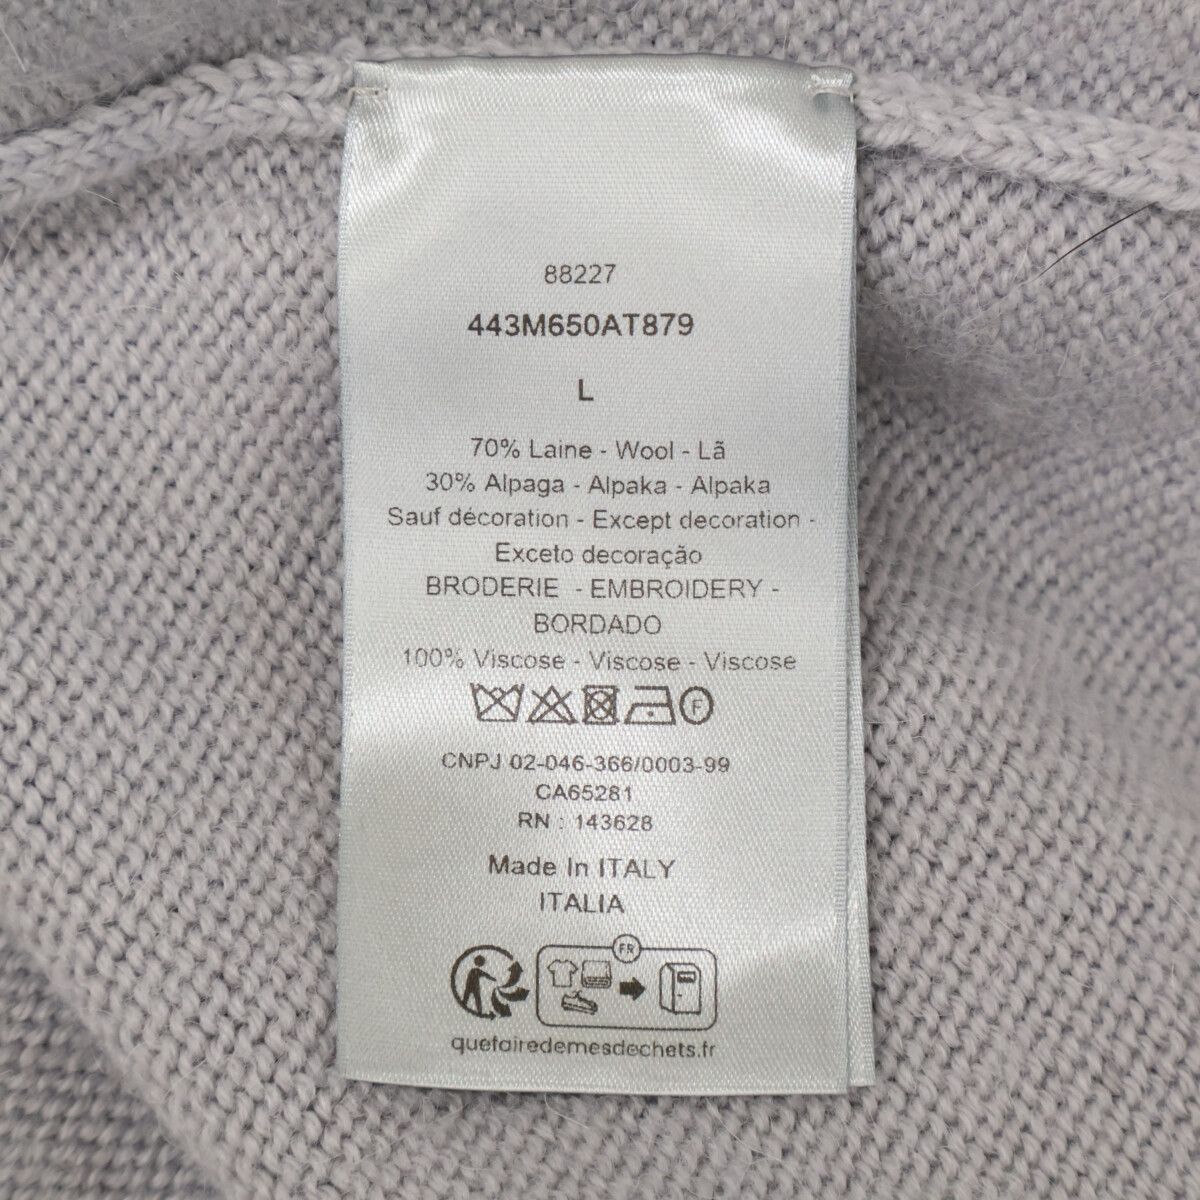 88227
443M650AT879
L
70% Laine - Wool - Lã
30% Alpaga - Alpaka - Alpaka
Sauf décoration - Except decoration -
Exceto decoração
BRODERIE - EMBROIDERY -
BORDADO
100% Viscose - Viscose - Viscose
F
CNPJ 02-046-366/0003-99
CA65281
RN : 143628
Made In ITALY
ITALIA
FR
quefairedemesdechets.fr